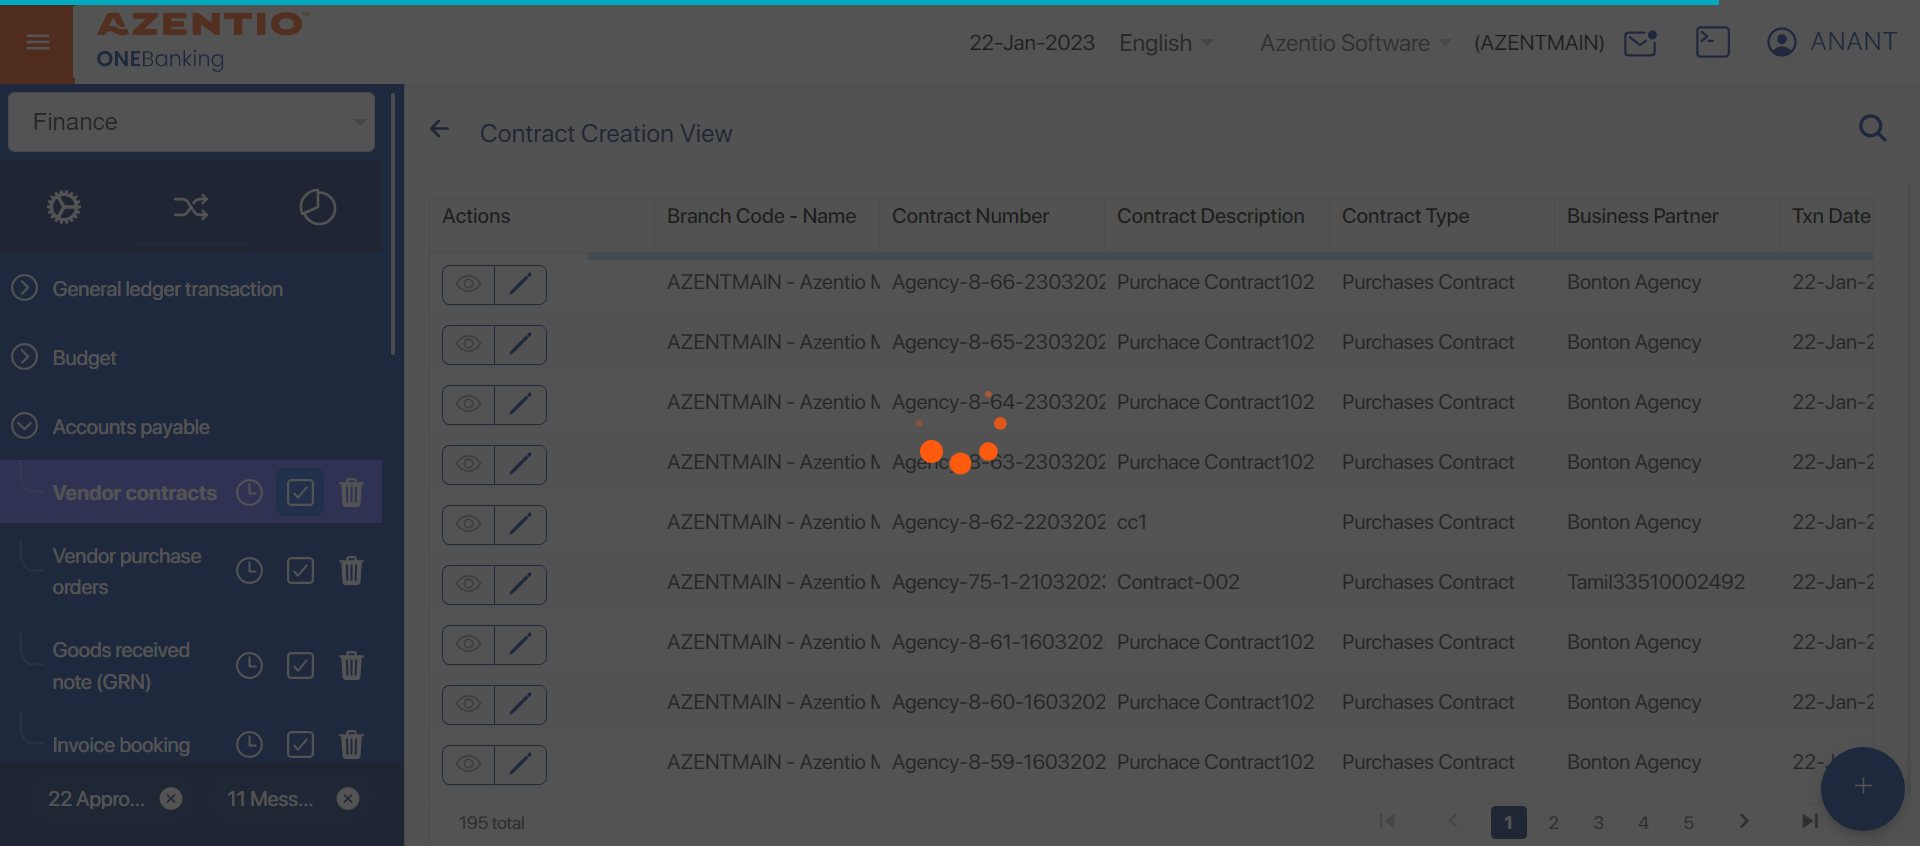 AZENTIO™
ONEBanking
22-Jan-2023 English Azentio Software (AZENTMAIN) ANANT
Finance
General ledger transaction
Budget
Accounts payable
Vendor contracts
Vendor purchase
orders
Goods received
note (GRN)
Invoice booking
22 Appro... 11 Mess...
Contract Creation View
Actions Branch Code - Name Contract Number Contract Description Contract Type Business Partner Txn Date
AZENTMAIN - Azentio M Agency-8-66-2303202 Purchace Contract102 Purchases Contract Bonton Agency 22-Jan-2
AZENTMAIN - Azentio M Agency-8-65-2303202 Purchace Contract102 Purchases Contract Bonton Agency 22-Jan-2
AZENTMAIN - Azentio M Agency-8-64-2303202 Purchace Contract102 Purchases Contract Bonton Agency 22-Jan-2
AZENTMAIN - Azentio M Agency-8-63-2303202 Purchace Contract102 Purchases Contract Bonton Agency 22-Jan-2
AZENTMAIN - Azentio M Agency-8-62-2203202 cc1 Purchases Contract Bonton Agency 22-Jan-2
AZENTMAIN - Azentio M Agency-75-1-21032023 Contract-002 Purchases Contract Tamil33510002492 22-Jan-2
AZENTMAIN - Azentio M Agency-8-61-1603202 Purchace Contract102 Purchases Contract Bonton Agency 22-Jan-2
AZENTMAIN - Azentio M Agency-8-60-1603202 Purchace Contract102 Purchases Contract Bonton Agency 22-Jan-2
AZENTMAIN - Azentio M Agency-8-59-1603202 Purchace Contract102 Purchases Contract Bonton Agency 22-
195 total 1 2 3 4 5